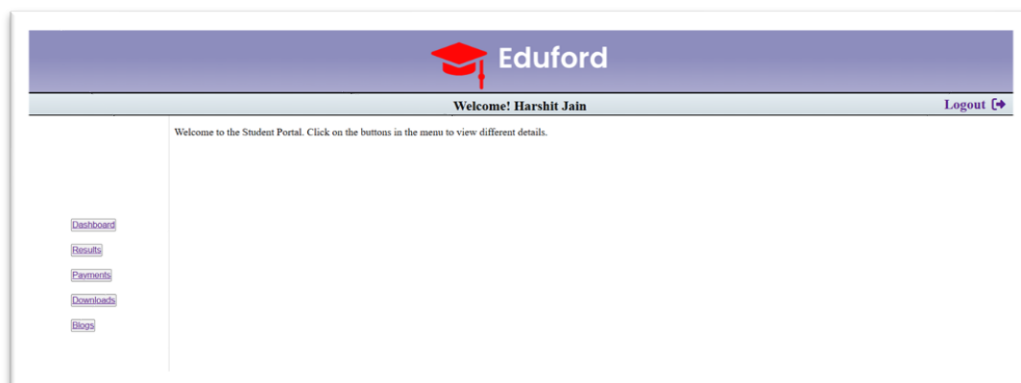 Eduford
Welcome! Harshit Jain
Logout
Welcome to the Student Portal. Click on the buttons in the menu to view different details.
Dashboard
Results
Payments
Downloads
Blogs